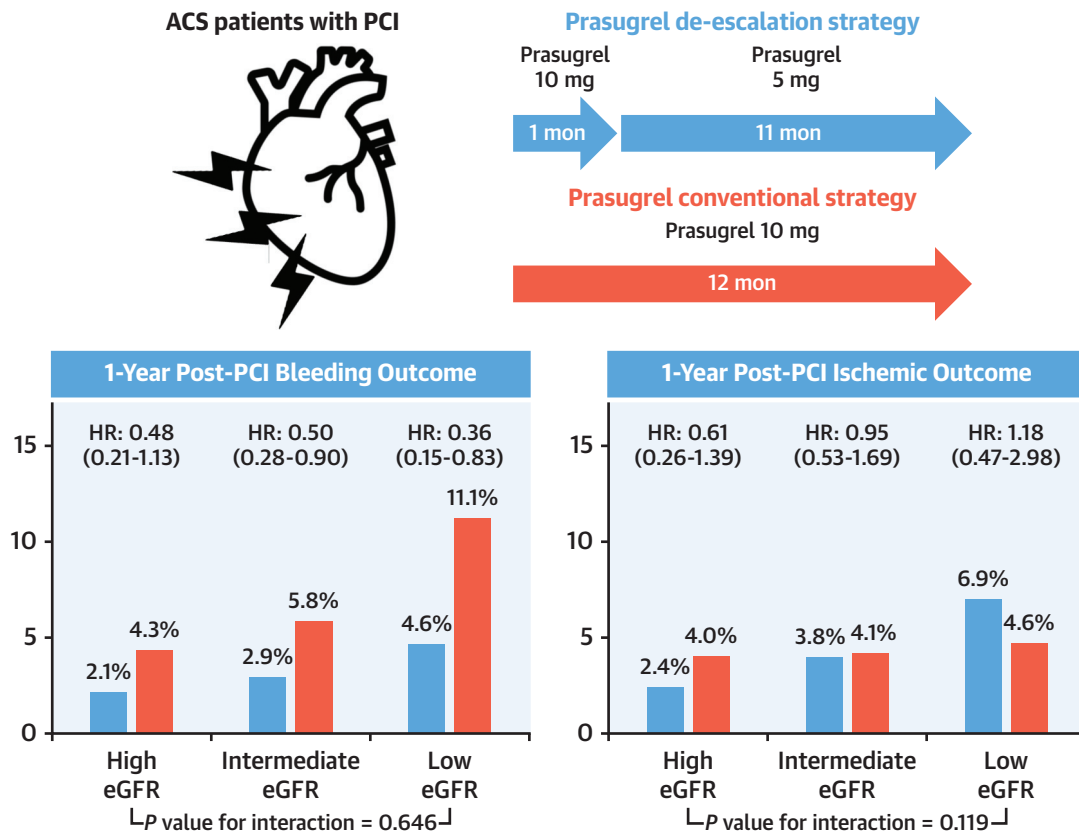 ACS patients with PCI
Prasugrel de-escalation strategy
Prasugrel
10 mg
Prasugrel
5 mg
1 mon
11 mon
Prasugrel conventional strategy
Prasugrel 10 mg
12 mon
1-Year Post-PCI Bleeding Outcome
15
10
5
0
HR: 0.48
(0.21-1.13)
HR: 0.50
(0.28-0.90)
HR: 0.36
(0.15-0.83)
2.1%
4.3%
2.9%
5.8%
4.6%
11.1%
High
eGFR
Intermediate
eGFR
Low
eGFR
P value for interaction = 0.646
1-Year Post-PCI Ischemic Outcome
15
10
5
0
HR: 0.61
(0.26-1.39)
HR: 0.95
(0.53-1.69)
HR: 1.18
(0.47-2.98)
2.4%
4.0%
3.8%
4.1%
6.9%
4.6%
High
eGFR
Intermediate
eGFR
Low
eGFR
P value for interaction = 0.119